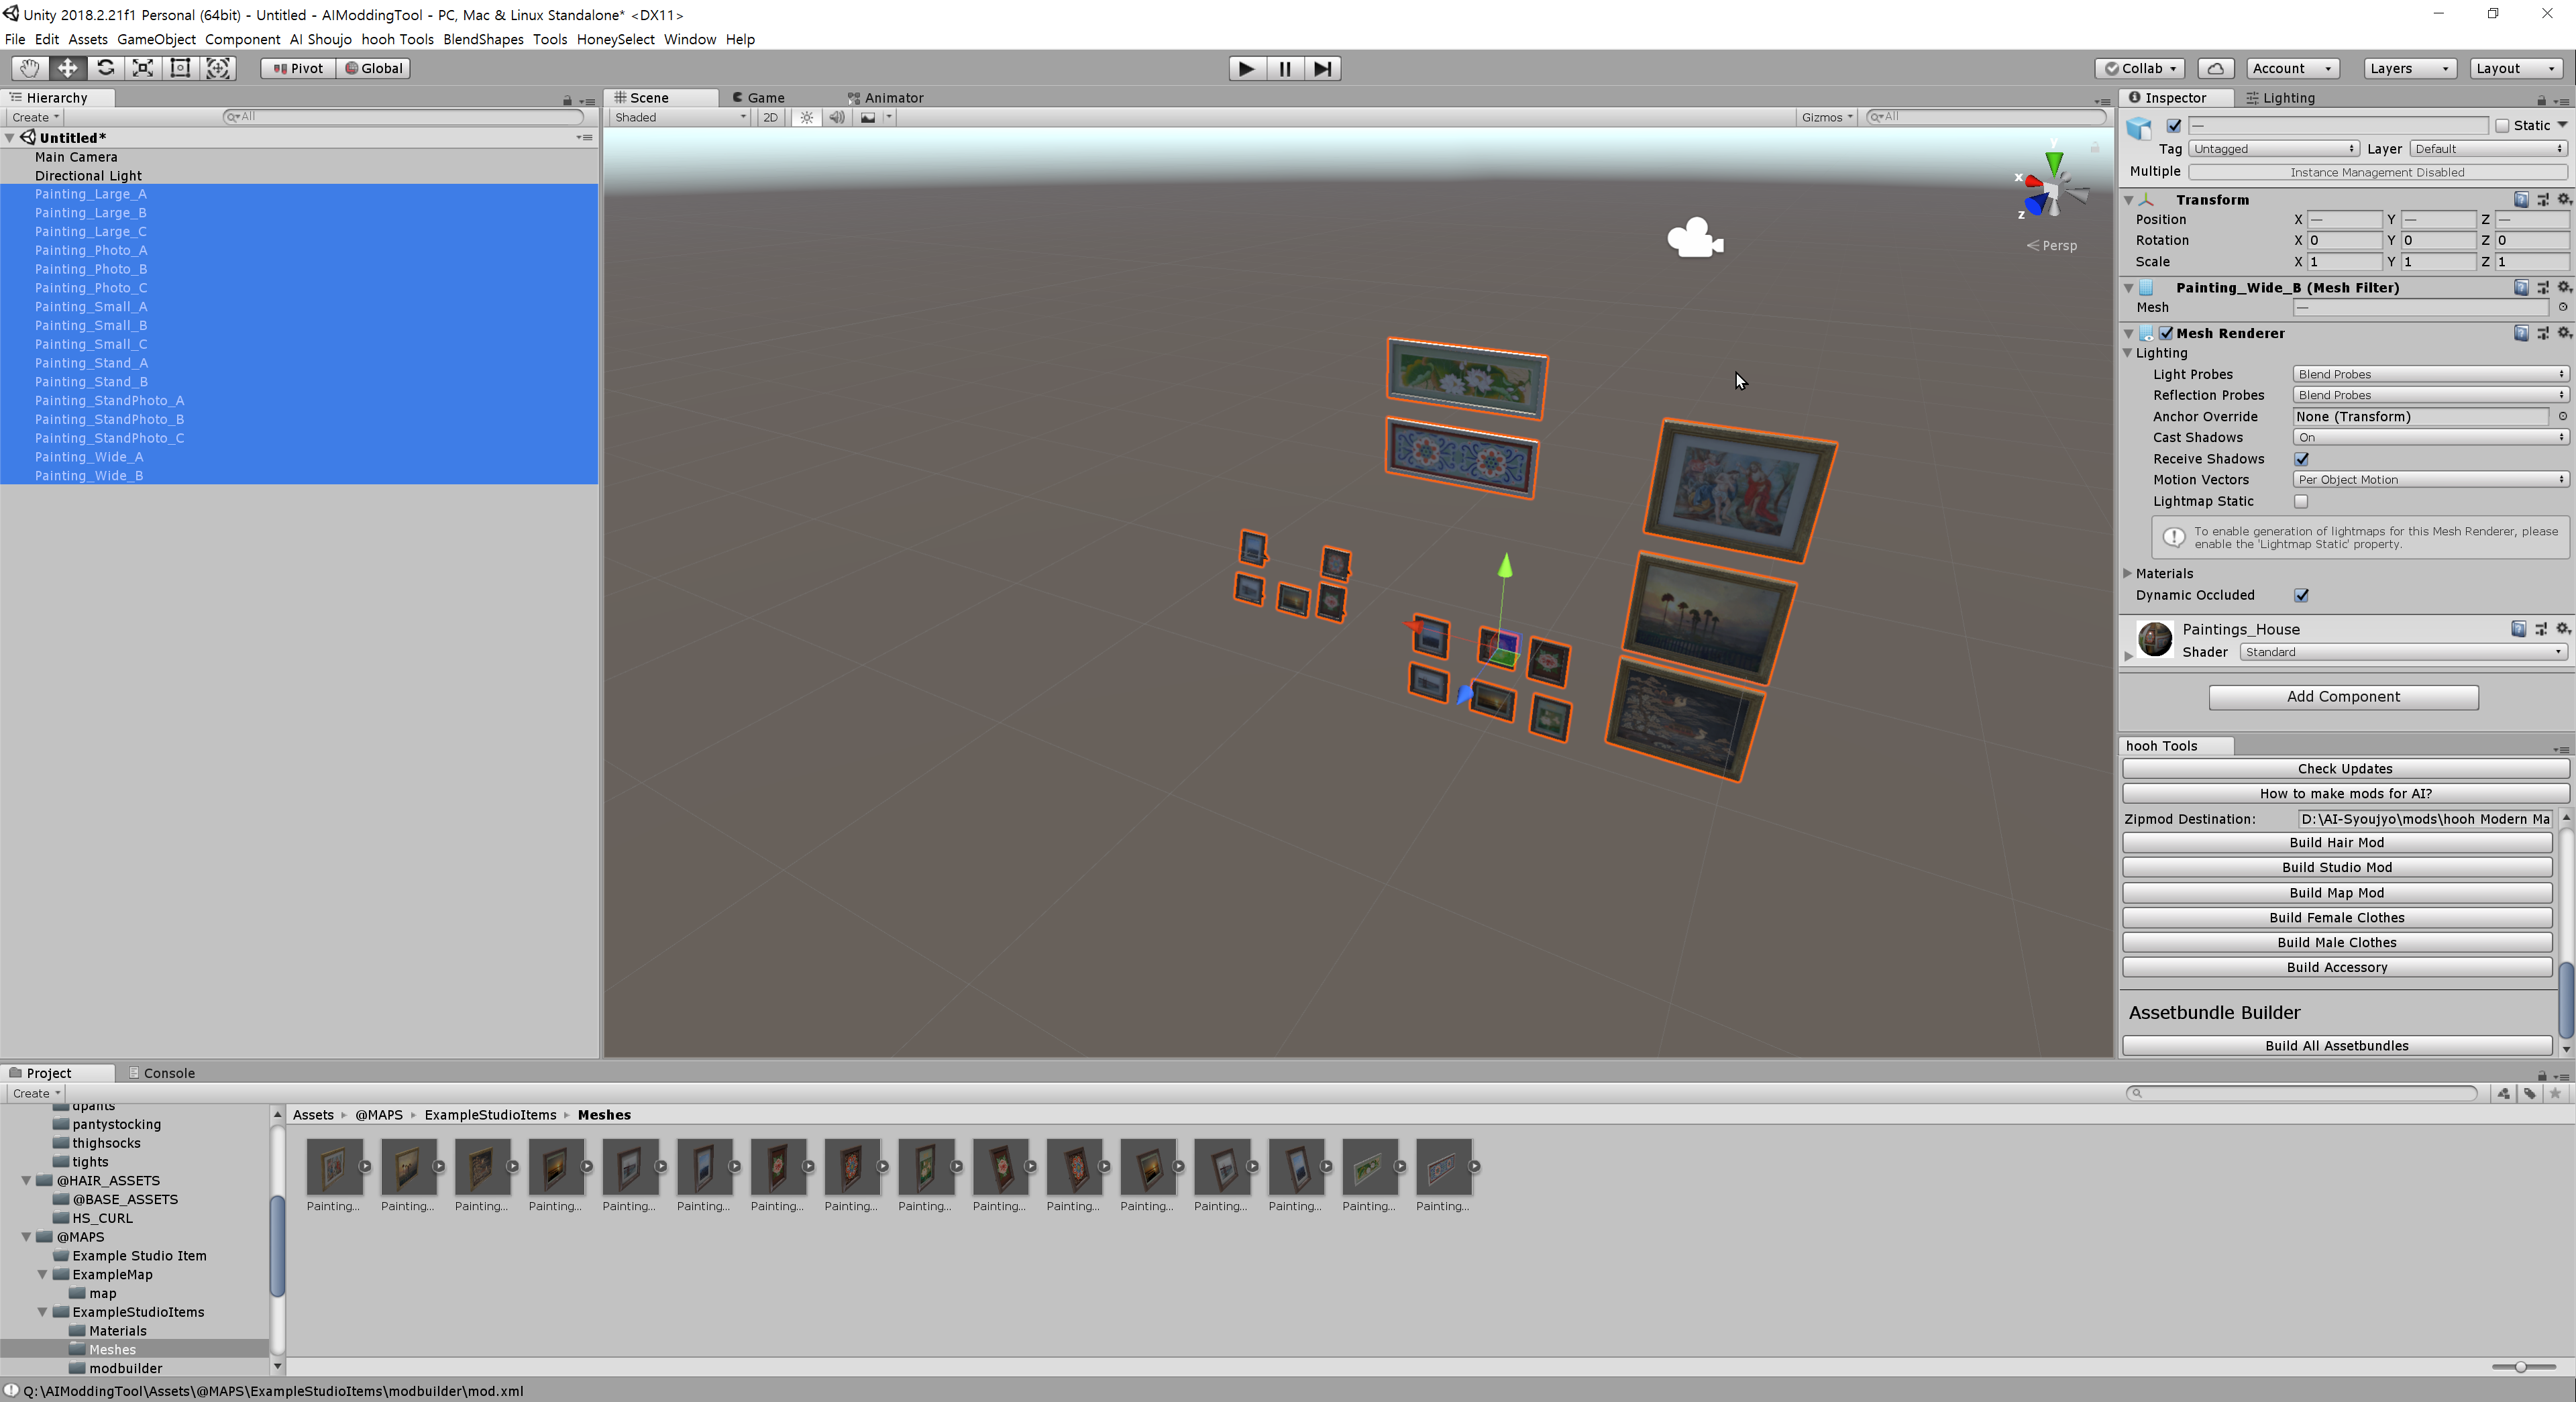 Unity 2018.2.21f1 Personal (64bit) - Untitled - AIModdingTool - PC, Mac & Linux Standalone* <DX11>
File Edit Assets GameObject Component AI Shoujo hooh Tools BlendShapes Tools HoneySelect Window Help
Pivot Global Collab Account Layers Layout
Hierarchy
Create All
Untitled*
Main Camera
Directional Light
Painting_Large_A
Painting_Large_B
Painting_Large_C
Painting_Photo_A
Painting_Photo_B
Painting_Photo_C
Painting_Small_A
Painting_Small_B
Painting_Small_C
Painting_Stand_A
Painting_Stand_B
Painting_StandPhoto_A
Painting_StandPhoto_B
Painting_StandPhoto_C
Painting_Wide_A
Painting_Wide_B
Scene Game Animator
Shaded 2D Gizmos All
y
x
z
Persp
Inspector Lighting
— Static
Tag Untagged Layer Default
Multiple Instance Management Disabled
Transform
Position X — Y — Z —
Rotation X 0 Y 0 Z 0
Scale X 1 Y 1 Z 1
Painting_Wide_B (Mesh Filter)
Mesh —
Mesh Renderer
Lighting
Light Probes Blend Probes
Reflection Probes Blend Probes
Anchor Override None (Transform)
Cast Shadows On
Receive Shadows
Motion Vectors Per Object Motion
Lightmap Static
To enable generation of lightmaps for this Mesh Renderer, please
enable the 'Lightmap Static' property.
Materials
Dynamic Occluded
Paintings_House
Shader Standard
Add Component
hooh Tools
Check Updates
How to make mods for AI?
Zipmod Destination: D:\AI-Syoujyo\mods\hooh Modern Ma
Build Hair Mod
Build Studio Mod
Build Map Mod
Build Female Clothes
Build Male Clothes
Build Accessory
Assetbundle Builder
Build All Assetbundles
Project Console
Create
dpants
pantystocking
thighsocks
tights
@HAIR_ASSETS
@BASE_ASSETS
HS_CURL
@MAPS
Example Studio Item
ExampleMap
map
ExampleStudioItems
Materials
Meshes
modbuilder
Assets @MAPS ExampleStudioItems Meshes
Painting... Painting... Painting... Painting... Painting... Painting... Painting... Painting... Painting... Painting... Painting... Painting... Painting... Painting... Painting... Painting...
Q:\AIModdingTool\Assets\@MAPS\ExampleStudioItems\modbuilder\mod.xml